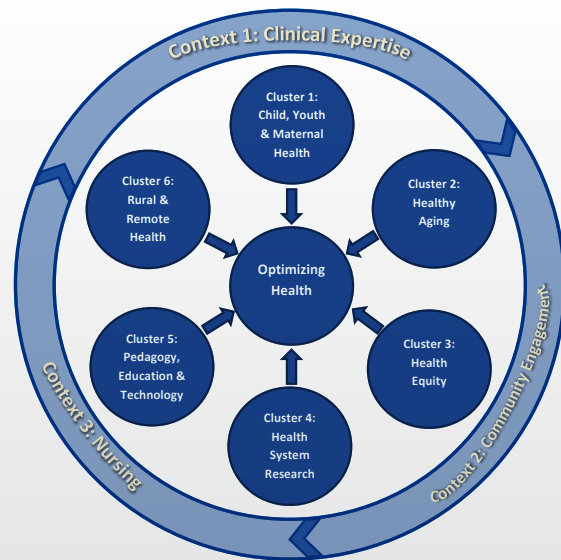 Context 1: Clinical Expertise
Cluster 1:
Child, Youth
& Maternal
Health
Cluster 2:
Healthy
Aging
Cluster 6:
Rural &
Remote
Health
Optimizing
Health
Cluster 3:
Health
Equity
Cluster 5:
Pedagogy,
Education &
Technology
Cluster 4:
Health
System
Research
Context 2: Community Engagement
Context 3: Nursing